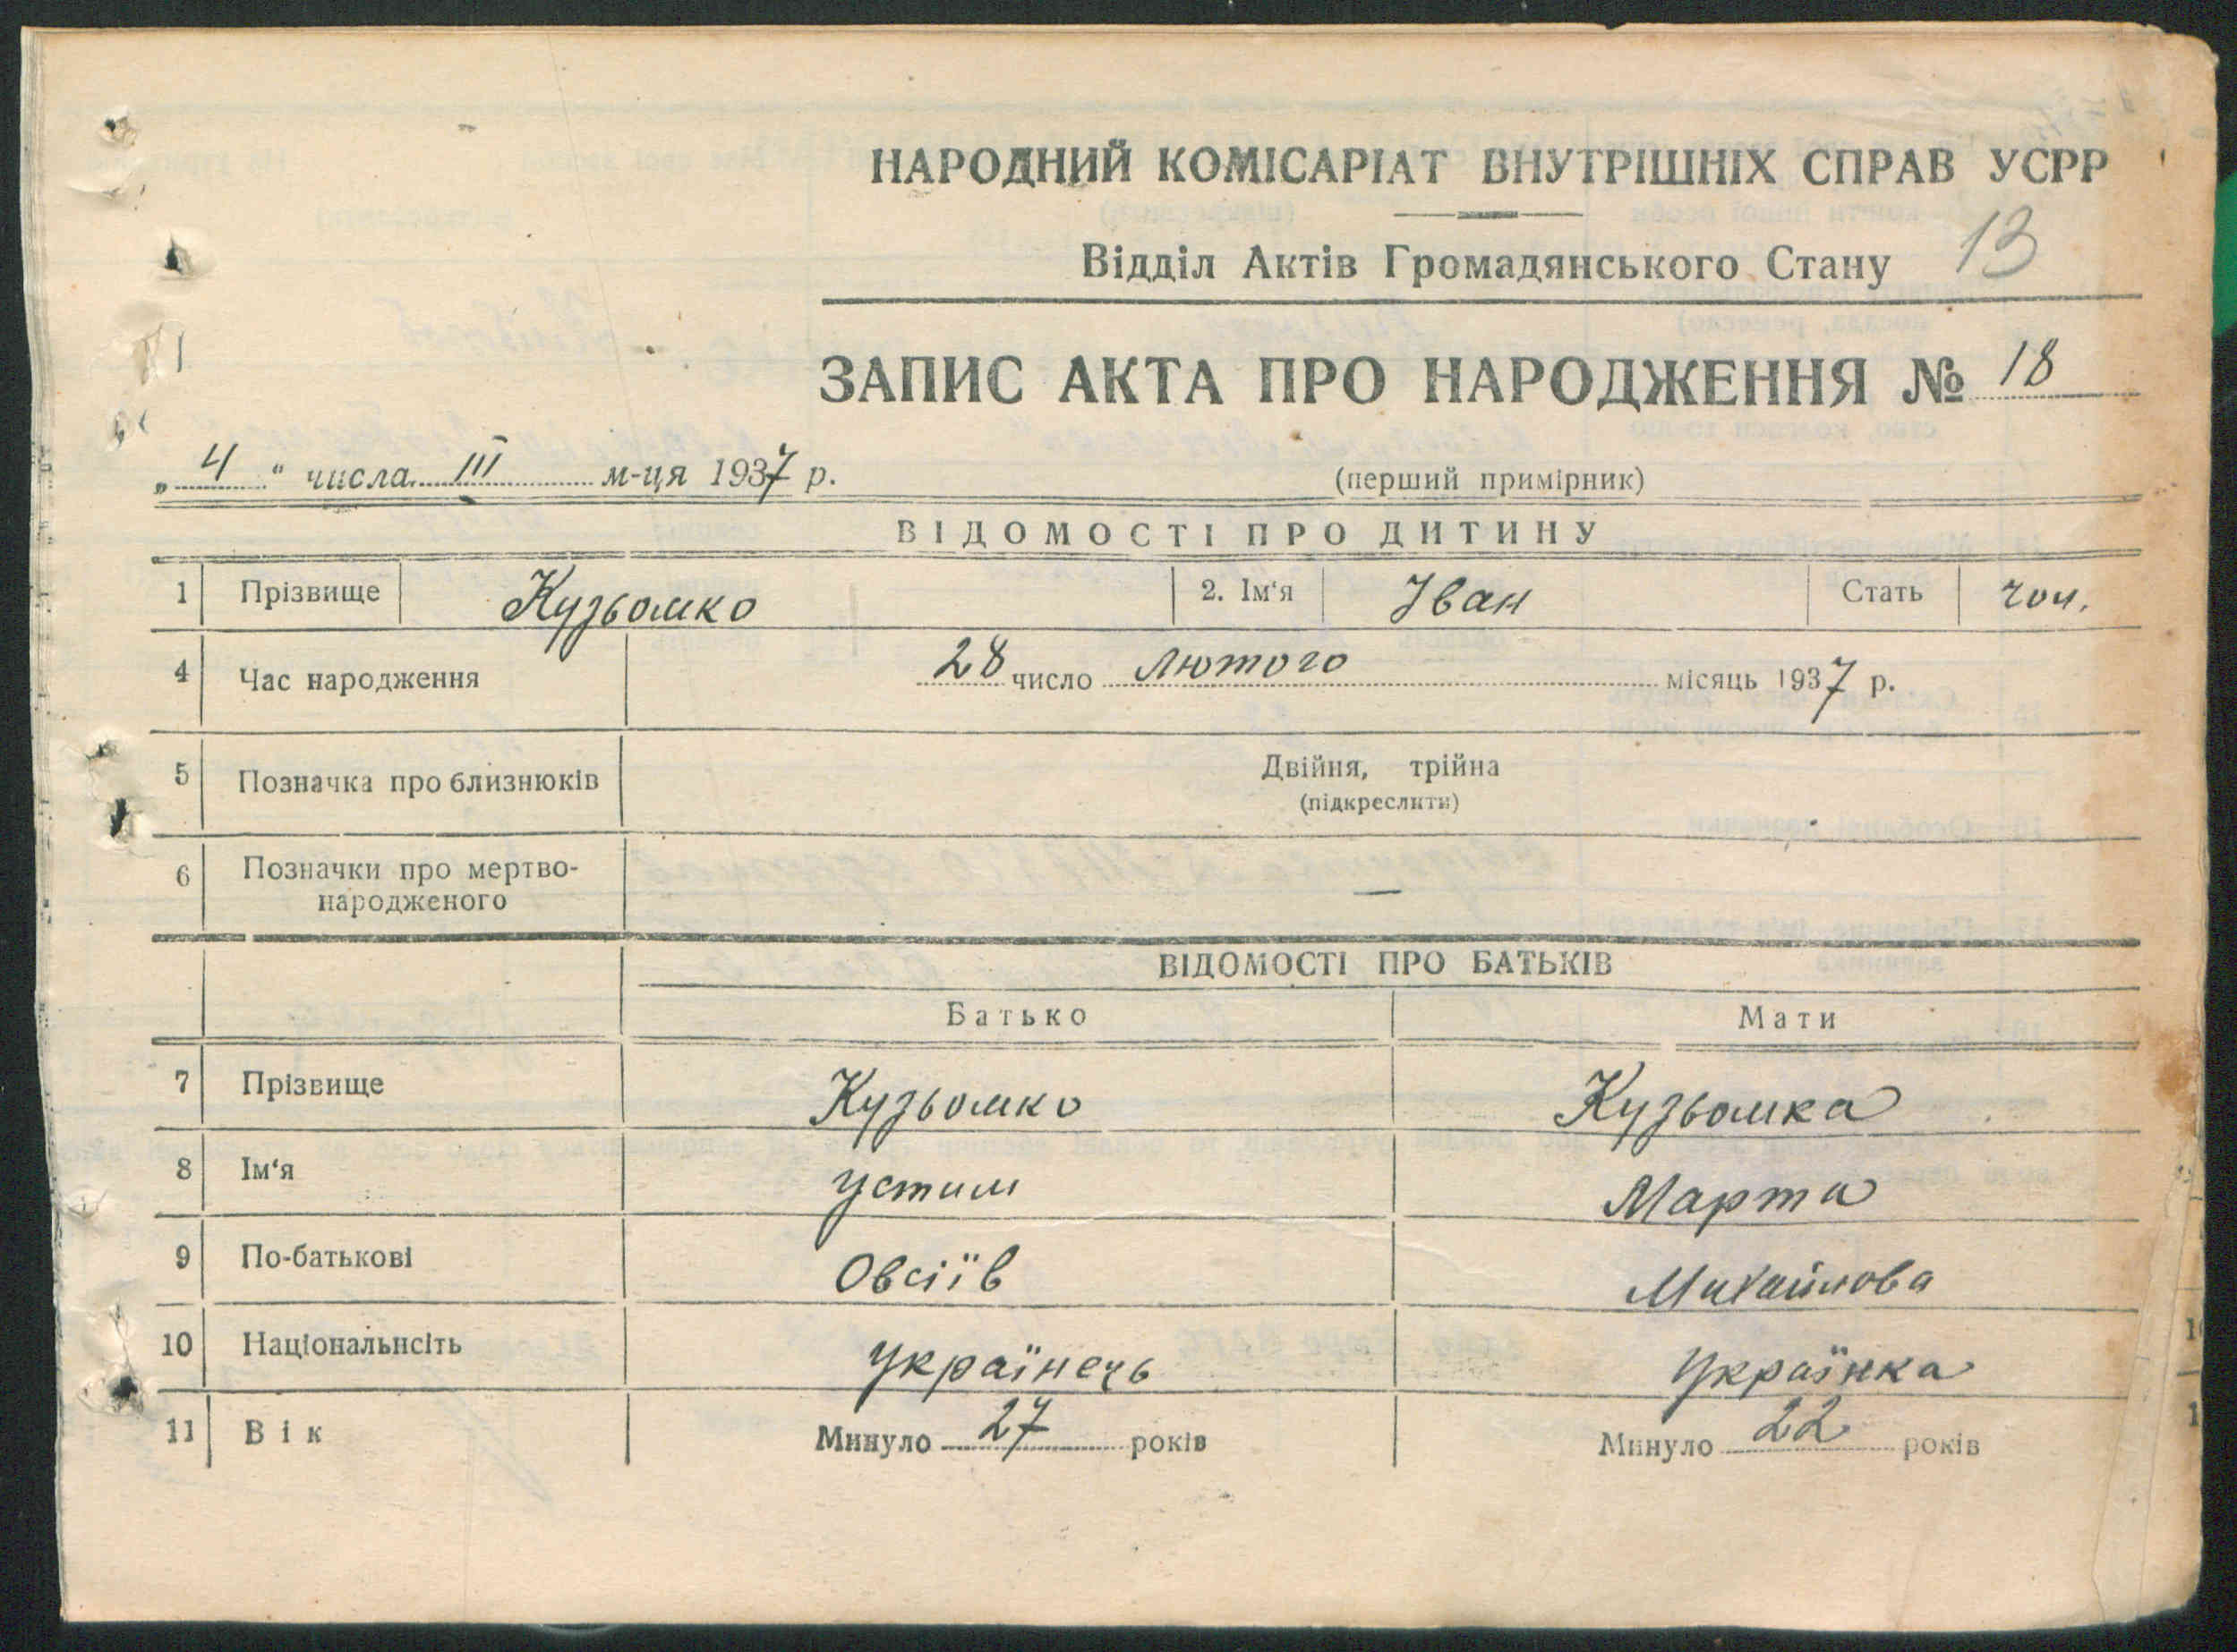 НАРОДНИЙ КОМІСАРІАТ ВНУТРІШНІХ СПРАВ УСРР
Відділ Актів Громадянського Стану 13
ЗАПИС АКТА ПРО НАРОДЖЕННЯ № 18
„ 4 " числа III м-ця 1937 р. (перший примірник)
ВІДОМОСТІ ПРО ДИТИНУ
1 Прізвище Кузьомко 2. Ім'я Іван Стать чол.
4 Час народження 28 число Лютого місяць 1937 р.
5 Позначка про близнюків Двійня, трійна
(підкреслити)
6 Позначки про мертво-
народженого —
ВІДОМОСТІ ПРО БАТЬКІВ
Батько Мати
7 Прізвище Кузьомко Кузьомка
8 Ім'я Устим Марта
9 По-батькові Овсіїв Михайлова
10 Національнсіть Українець Українка
11 Вік Минуло 27 років Минуло 22 років